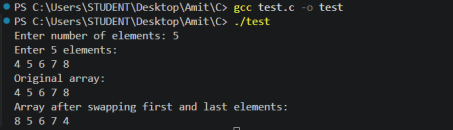 PS C:\Users\STUDENT\Desktop\Amit\C> gcc test.c -o test
PS C:\Users\STUDENT\Desktop\Amit\C> ./test
Enter number of elements: 5
Enter 5 elements:
4 5 6 7 8
Original array:
4 5 6 7 8
Array after swapping first and last elements:
8 5 6 7 4